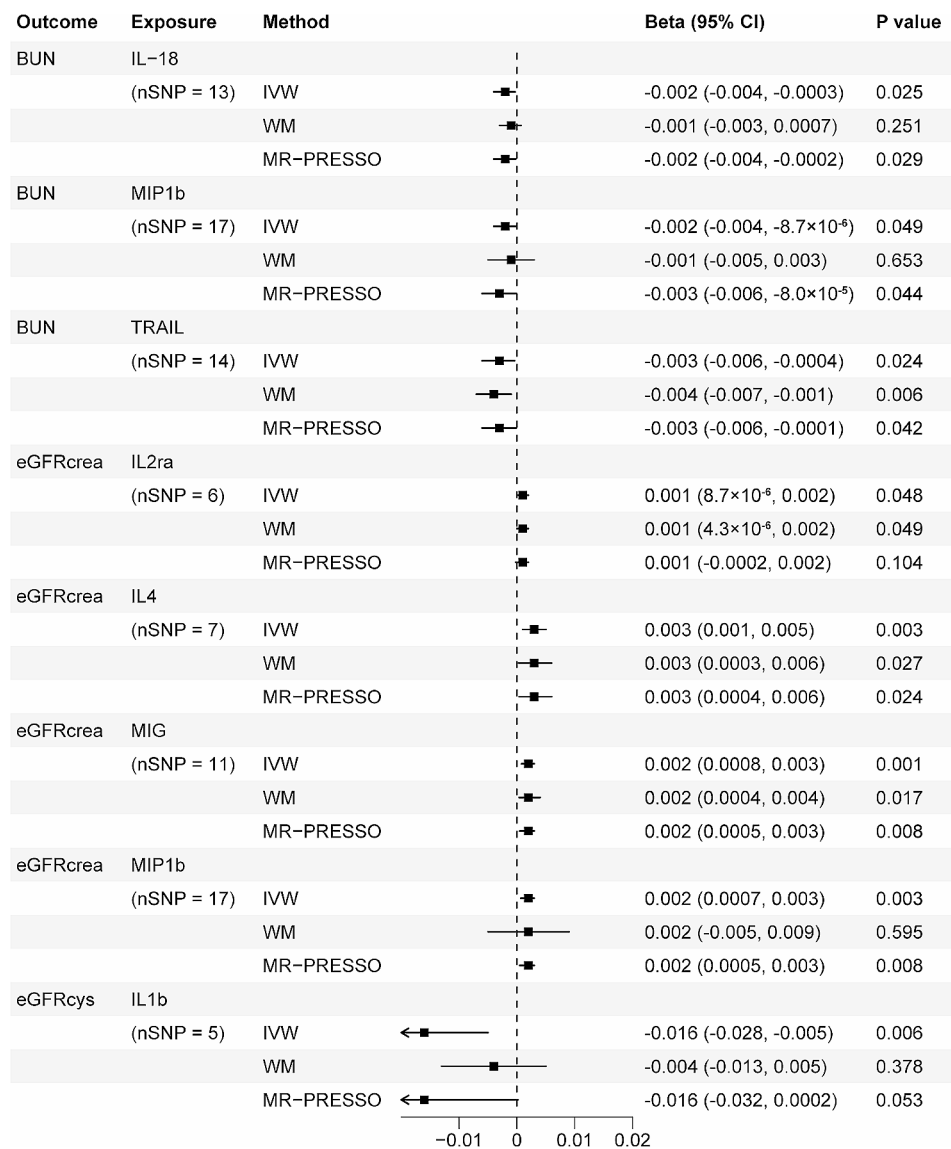 Outcome Exposure Method Beta (95% CI) P value
BUN IL−18
(nSNP = 13) IVW -0.002 (-0.004, -0.0003) 0.025
WM -0.001 (-0.003, 0.0007) 0.251
MR−PRESSO -0.002 (-0.004, -0.0002) 0.029
BUN MIP1b
(nSNP = 17) IVW -0.002 (-0.004, -8.7×10⁻⁶) 0.049
WM -0.001 (-0.005, 0.003) 0.653
MR−PRESSO -0.003 (-0.006, -8.0×10⁻⁵) 0.044
BUN TRAIL
(nSNP = 14) IVW -0.003 (-0.006, -0.0004) 0.024
WM -0.004 (-0.007, -0.001) 0.006
MR−PRESSO -0.003 (-0.006, -0.0001) 0.042
eGFRcrea IL2ra
(nSNP = 6) IVW 0.001 (8.7×10⁻⁶, 0.002) 0.048
WM 0.001 (4.3×10⁻⁶, 0.002) 0.049
MR−PRESSO 0.001 (-0.0002, 0.002) 0.104
eGFRcrea IL4
(nSNP = 7) IVW 0.003 (0.001, 0.005) 0.003
WM 0.003 (0.0003, 0.006) 0.027
MR−PRESSO 0.003 (0.0004, 0.006) 0.024
eGFRcrea MIG
(nSNP = 11) IVW 0.002 (0.0008, 0.003) 0.001
WM 0.002 (0.0004, 0.004) 0.017
MR−PRESSO 0.002 (0.0005, 0.003) 0.008
eGFRcrea MIP1b
(nSNP = 17) IVW 0.002 (0.0007, 0.003) 0.003
WM 0.002 (-0.005, 0.009) 0.595
MR−PRESSO 0.002 (0.0005, 0.003) 0.008
eGFRcys IL1b
(nSNP = 5) IVW -0.016 (-0.028, -0.005) 0.006
WM -0.004 (-0.013, 0.005) 0.378
MR−PRESSO -0.016 (-0.032, 0.0002) 0.053
−0.01 0 0.01 0.02